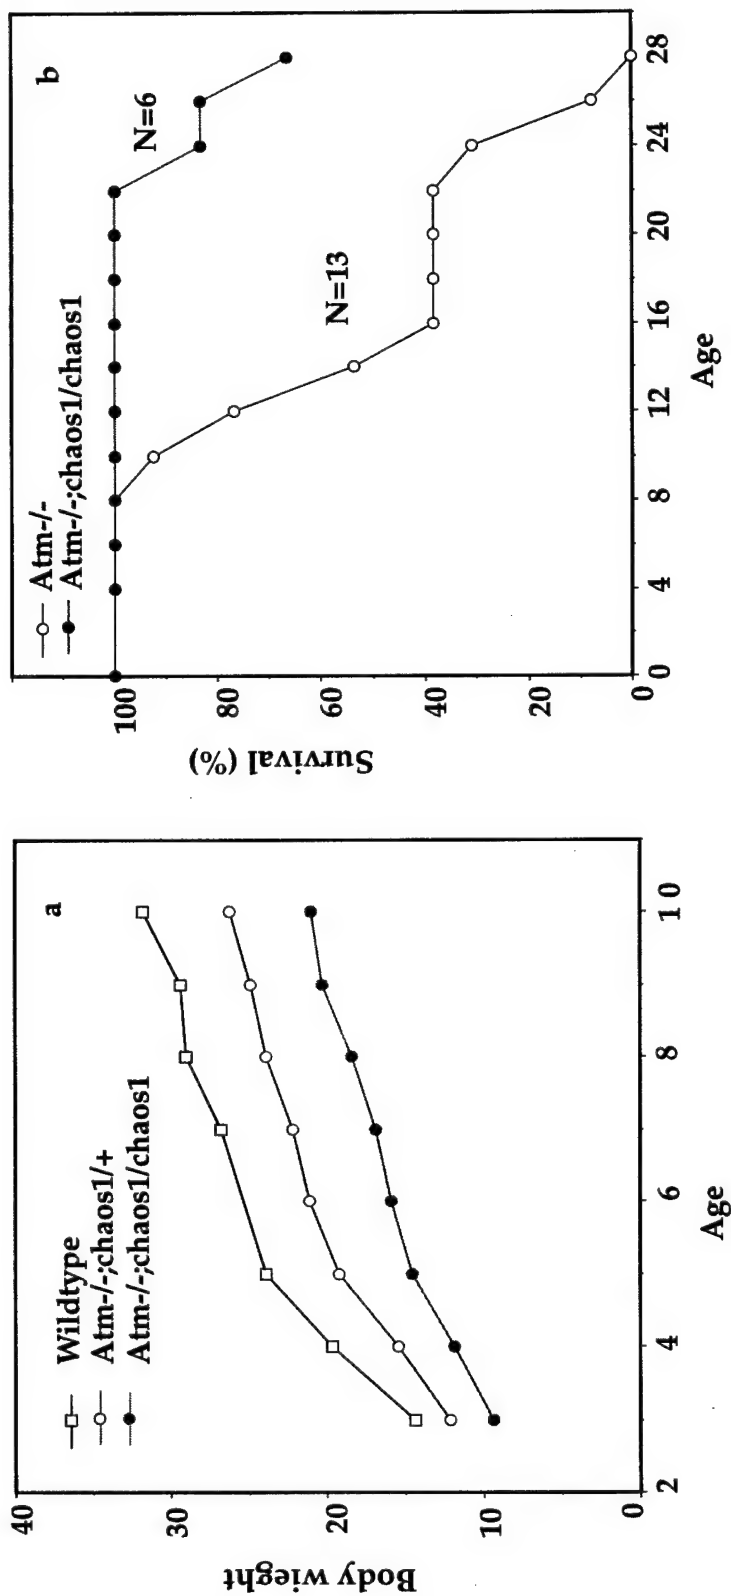 a
Wildtype
Atm-/-;chaos1/+
Atm-/-;chaos1/chaos1
Body wieght
40
30
20
10
2
4
6
8
10
Age
b
Atm-/-
Atm-/-;chaos1/chaos1
N=6
N=13
Survival (%)
100
80
60
40
20
0
0
4
8
12
16
20
24
28
Age